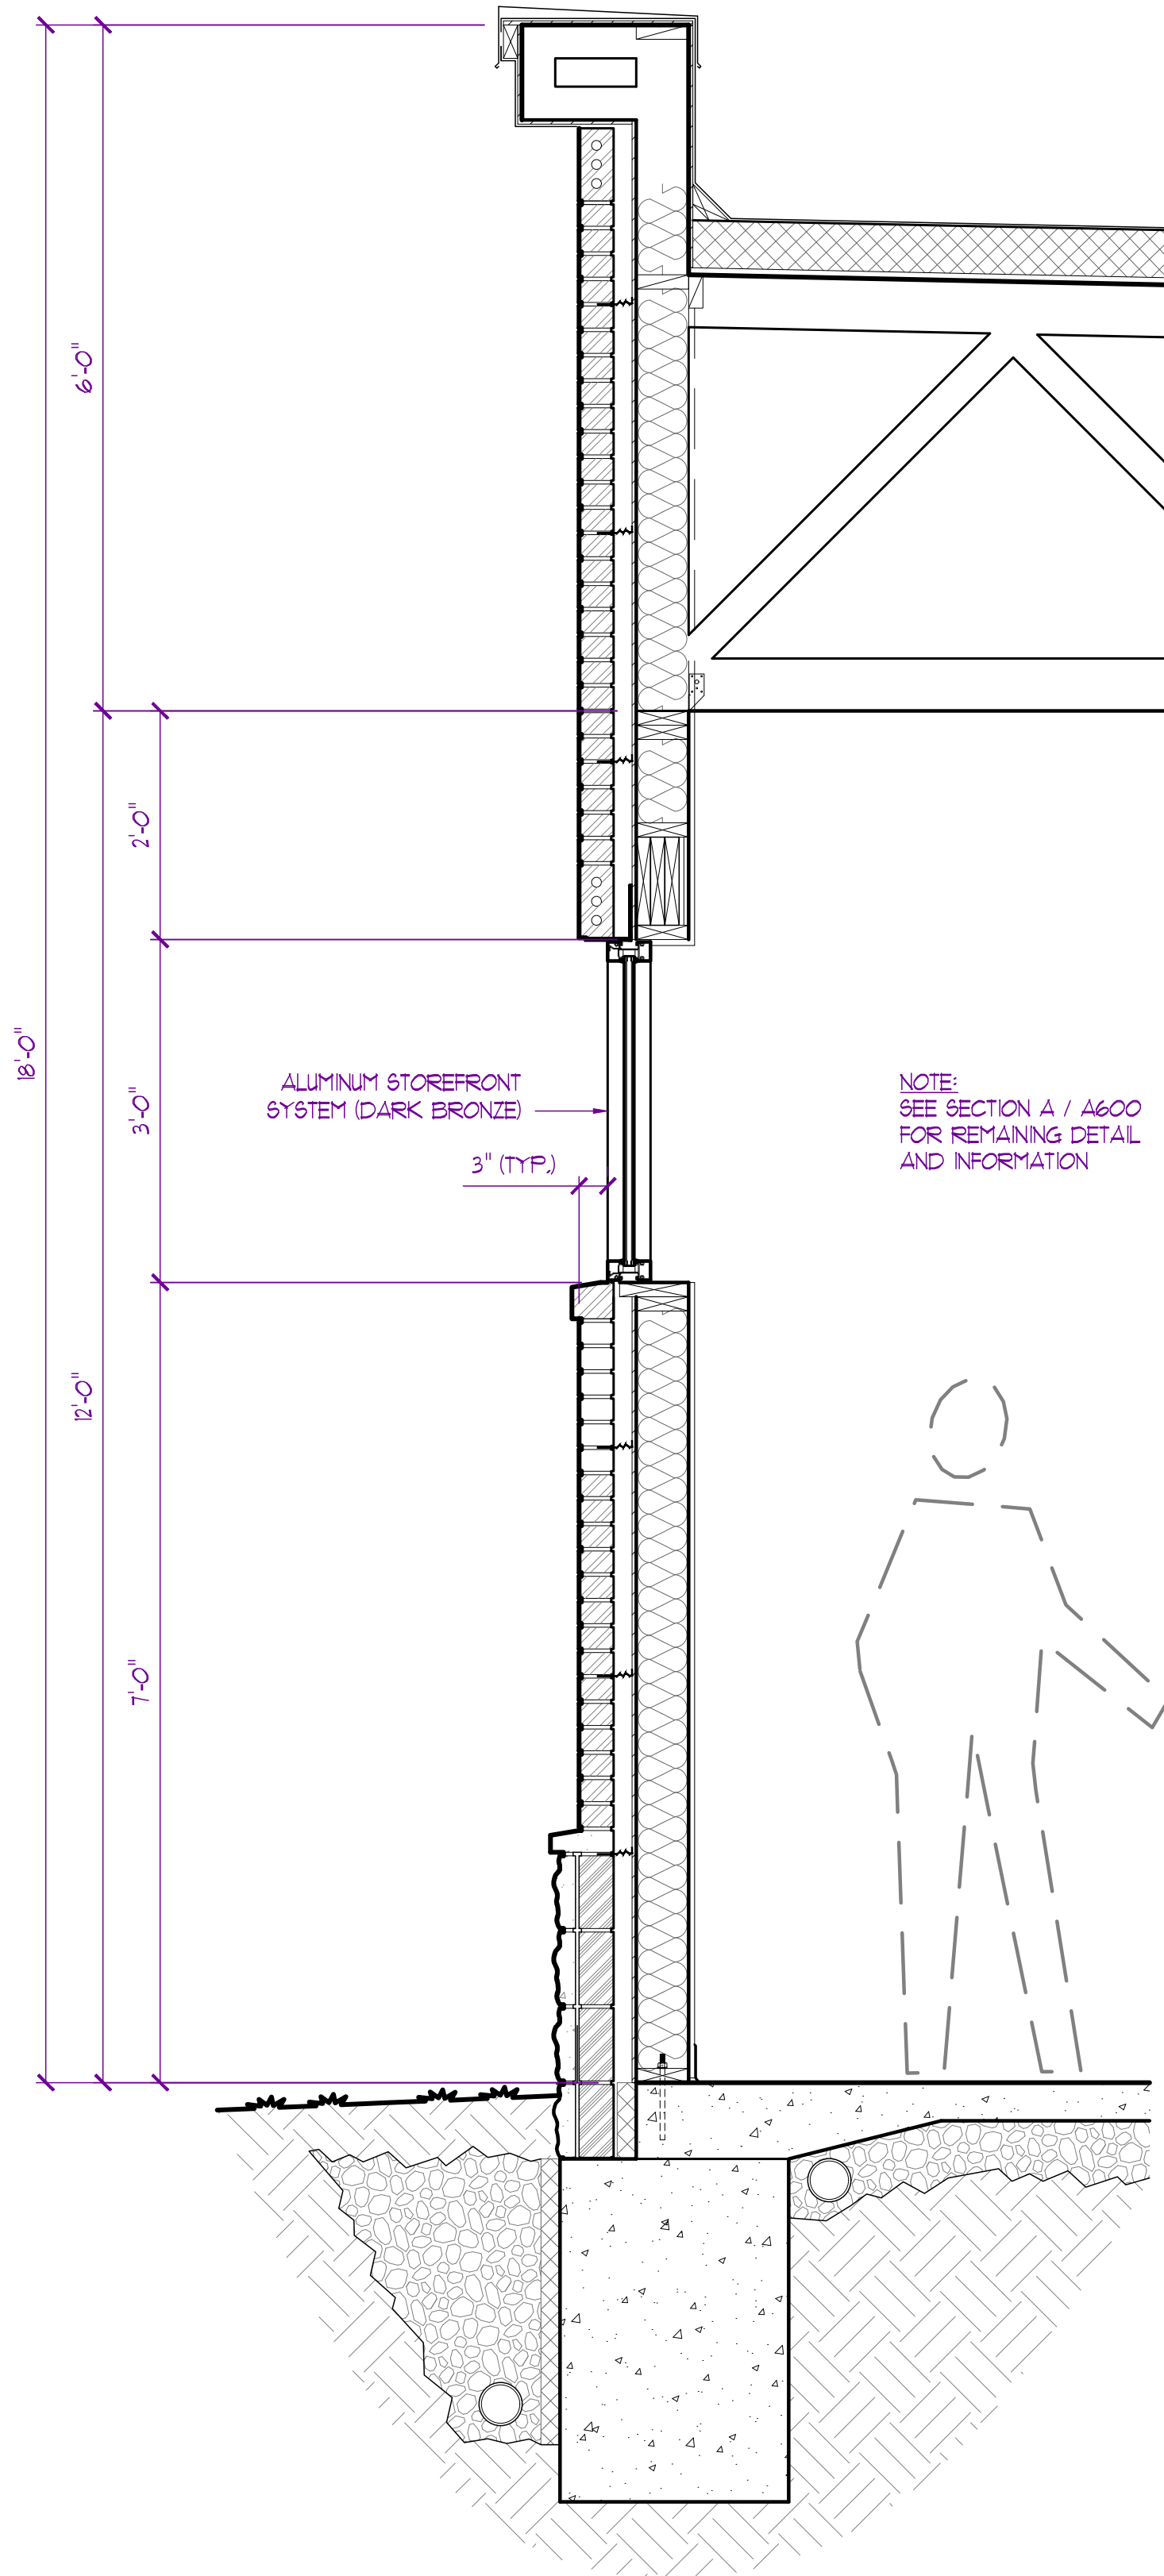 6'-0"
2'-0"
18'-0"
3'-0"
ALUMINUM STOREFRONT
SYSTEM (DARK BRONZE)
3" (TYP.)
NOTE:
SEE SECTION A / A600
FOR REMANING DETAIL
AND INFORMATION
12'-0"
7'-0"